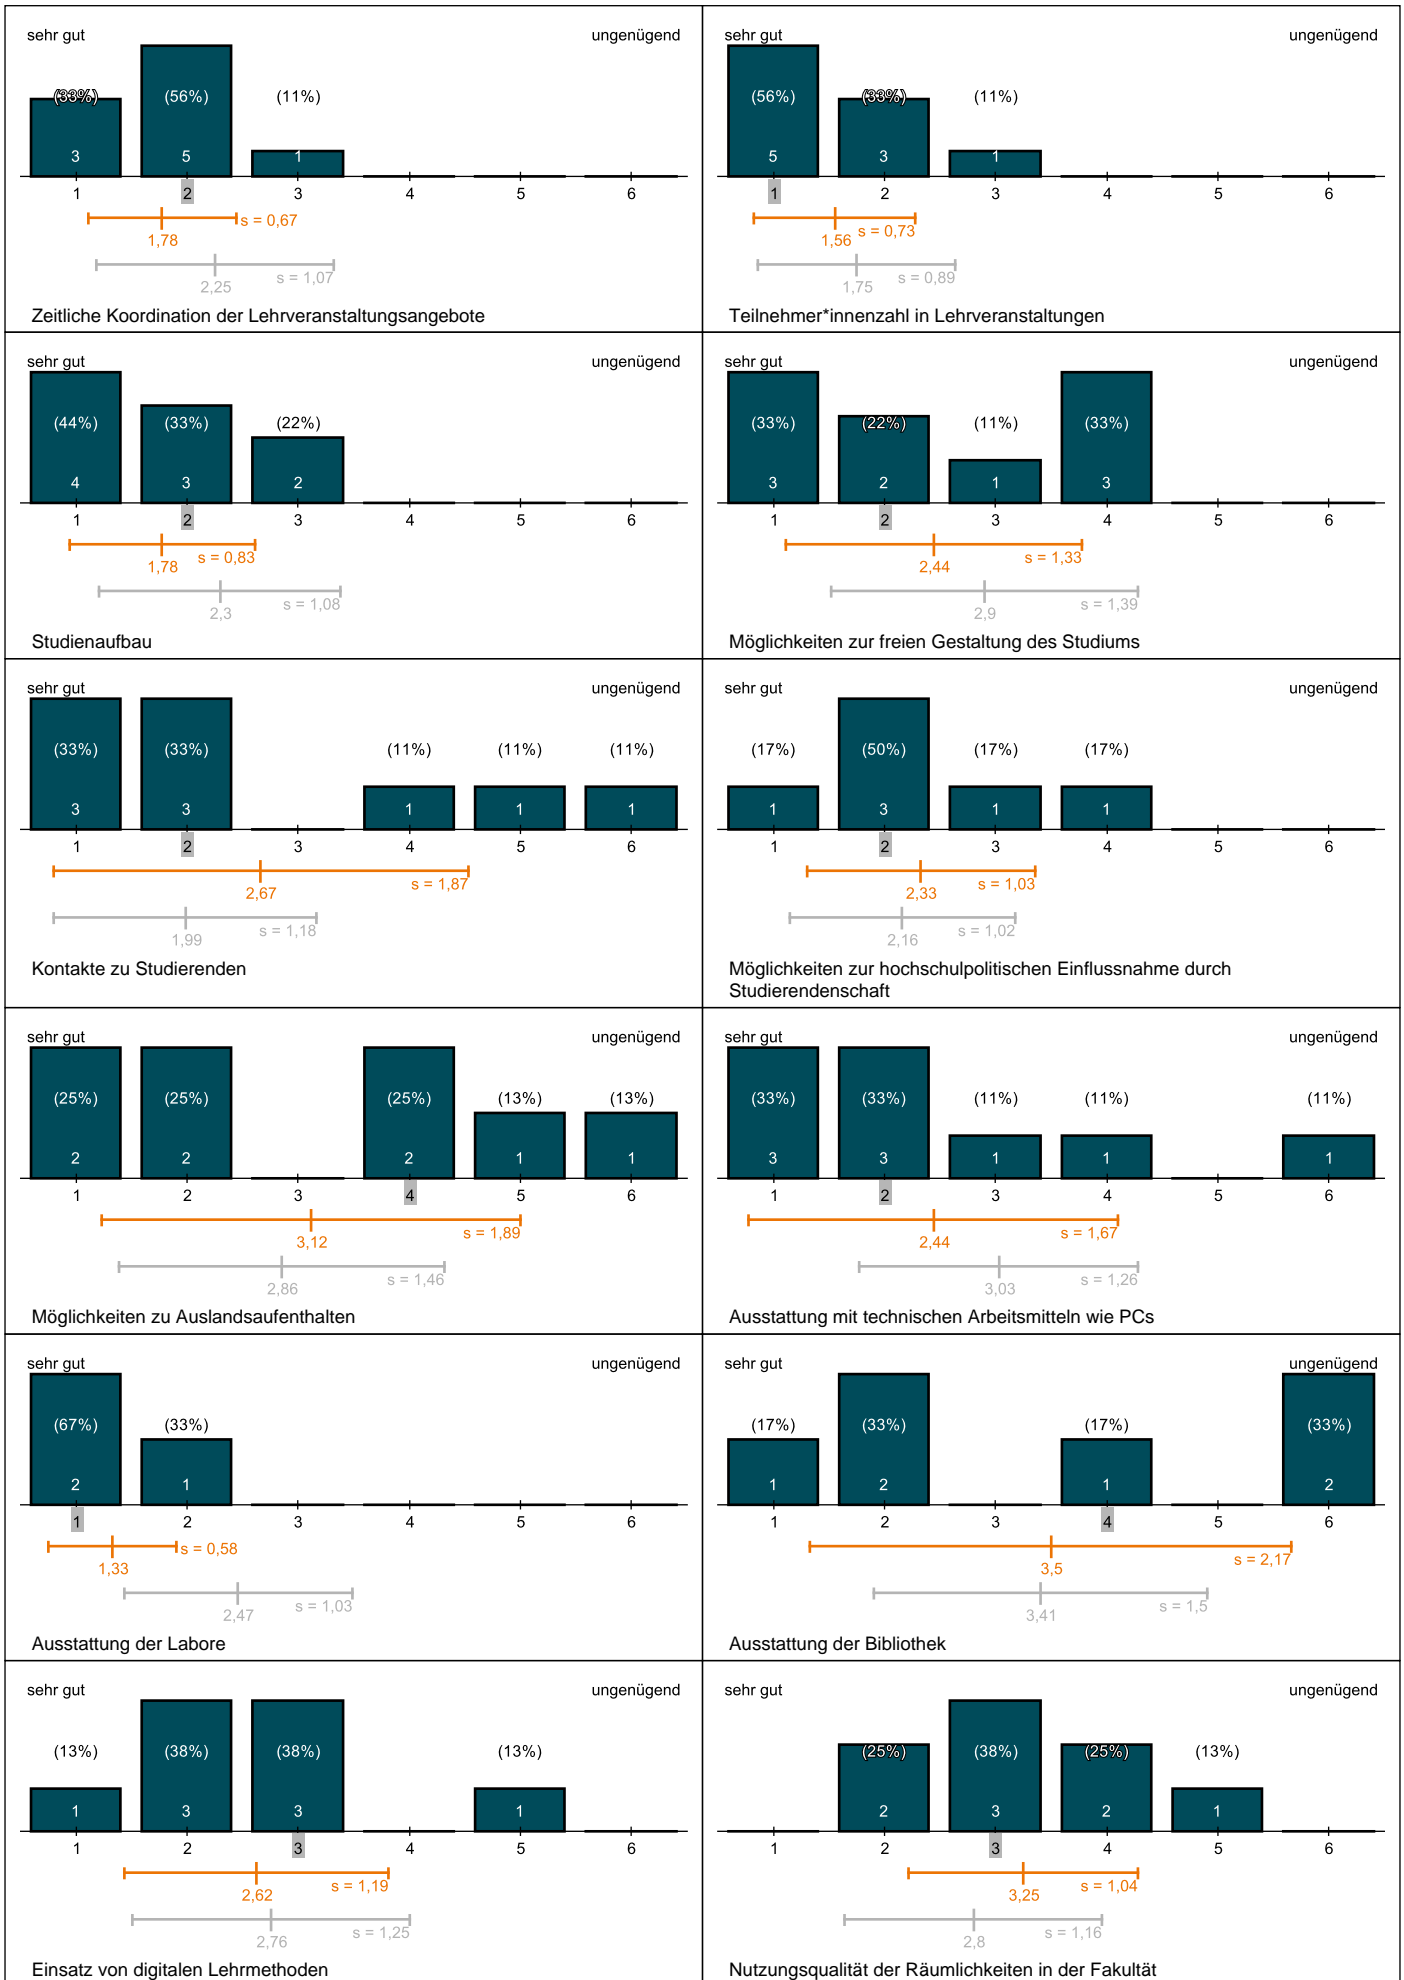 sehr gut ungenügend
(33%) (56%) (11%)
3 5 1
1 2 3 4 5 6
s = 0,67
1,78
s = 1,07
2,25
Zeitliche Koordination der Lehrveranstaltungsangebote
sehr gut ungenügend
(56%) (33%) (11%)
5 3 1
1 2 3 4 5 6
s = 0,73
1,56
s = 0,89
1,75
Teilnehmer*innenzahl in Lehrveranstaltungen
sehr gut ungenügend
(44%) (33%) (22%)
4 3 2
1 2 3 4 5 6
s = 0,83
1,78
s = 1,08
2,3
Studienaufbau
sehr gut ungenügend
(33%) (22%) (11%) (33%)
3 2 1 3
1 2 3 4 5 6
s = 1,33
2,44
s = 1,39
2,9
Möglichkeiten zur freien Gestaltung des Studiums
sehr gut ungenügend
(33%) (33%) (11%) (11%) (11%)
3 3 1 1 1
1 2 3 4 5 6
s = 1,87
2,67
s = 1,18
1,99
Kontakte zu Studierenden
sehr gut ungenügend
(17%) (50%) (17%) (17%)
1 3 1 1
1 2 3 4 5 6
s = 1,03
2,33
s = 1,02
2,16
Möglichkeiten zur hochschulpolitischen Einflussnahme durch
Studierendenschaft
sehr gut ungenügend
(25%) (25%) (25%) (13%) (13%)
2 2 2 1 1
1 2 3 4 5 6
s = 1,89
3,12
s = 1,46
2,86
Möglichkeiten zu Auslandsaufenthalten
sehr gut ungenügend
(33%) (33%) (11%) (11%) (11%)
3 3 1 1 1
1 2 3 4 5 6
s = 1,67
2,44
s = 1,26
3,03
Ausstattung mit technischen Arbeitsmitteln wie PCs
sehr gut ungenügend
(67%) (33%)
2 1
1 2 3 4 5 6
s = 0,58
1,33
s = 1,03
2,47
Ausstattung der Labore
sehr gut ungenügend
(17%) (33%) (17%) (33%)
1 2 1 2
1 2 3 4 5 6
s = 2,17
3,5
s = 1,5
3,41
Ausstattung der Bibliothek
sehr gut ungenügend
(13%) (38%) (38%) (13%)
1 3 3 1
1 2 3 4 5 6
s = 1,19
2,62
s = 1,25
2,76
Einsatz von digitalen Lehrmethoden
sehr gut ungenügend
(25%) (38%) (25%) (13%)
2 3 2 1
1 2 3 4 5 6
s = 1,04
3,25
s = 1,16
2,8
Nutzungsqualität der Räumlichkeiten in der Fakultät